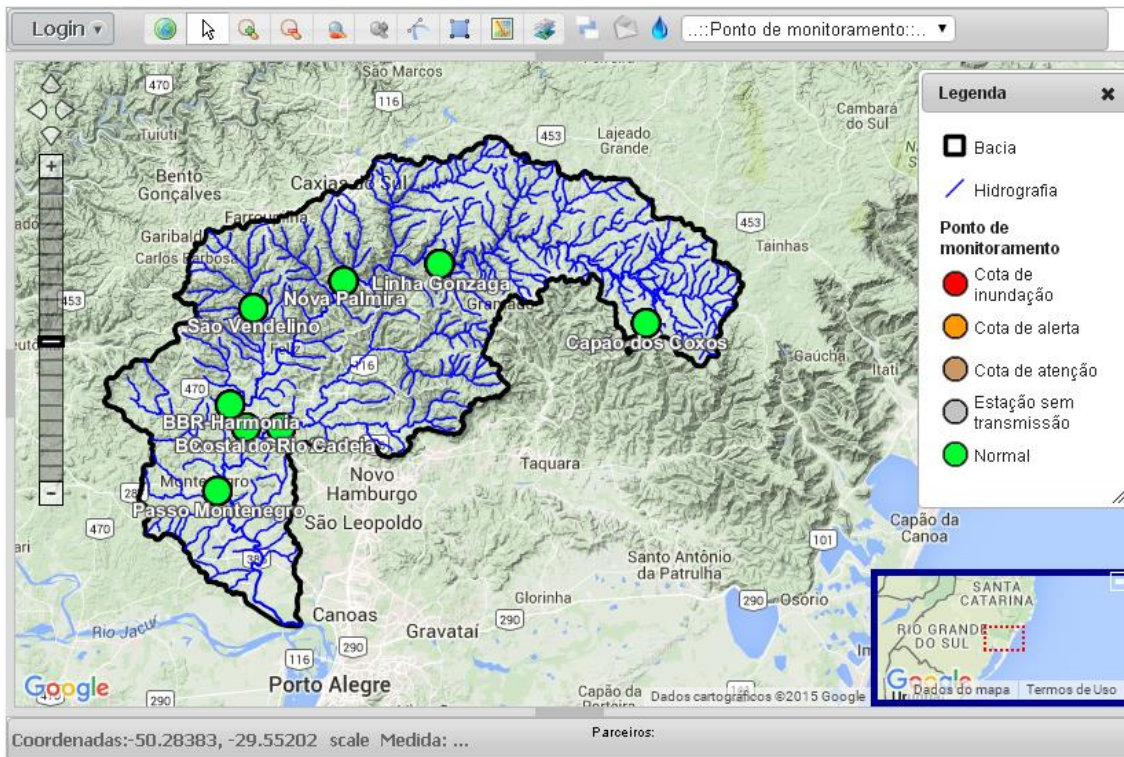 Login
..::Ponto de monitoramento::..
Legenda
Bacia
Hidrografia
Ponto de
monitoramento
Cota de
inundação
Cota de alerta
Cota de atenção
Estação sem
transmissão
Normal
São Marcos
470
116
453
Lajeado
Grande
Cambará
do Sul
Tuiuti
Bento
Gonçalves
Caxias do Sul
Farroupilha
Garibaldi
Carlos Barbosa
453
Tainhas
453
Linha Gonzaga
Nova Palmira
São Vendelino
Capão dos Coxos
116
Gaúcha
Itati
470
BBR-Harmonia
Costa do Rio Cadeia
Taquara
Novo
Hamburgo
Passo Montenegro
São Leopoldo
470
386
101
Capão da
Canoa
Santo Antônio
da Patrulha
Glorinha
290
Osório
Canoas
290
Gravataí
Rio Jacuí
116
290
Porto Alegre
290
Capão da
Porteira
Google
Dados cartográficos ©2015 Google
SANTA
CATARINA
RIO GRANDE
DO SUL
Google
Dados do mapa
Termos de Uso
Coordenadas:-50.28383, -29.55202 scale Medida: ...
Parceiros: